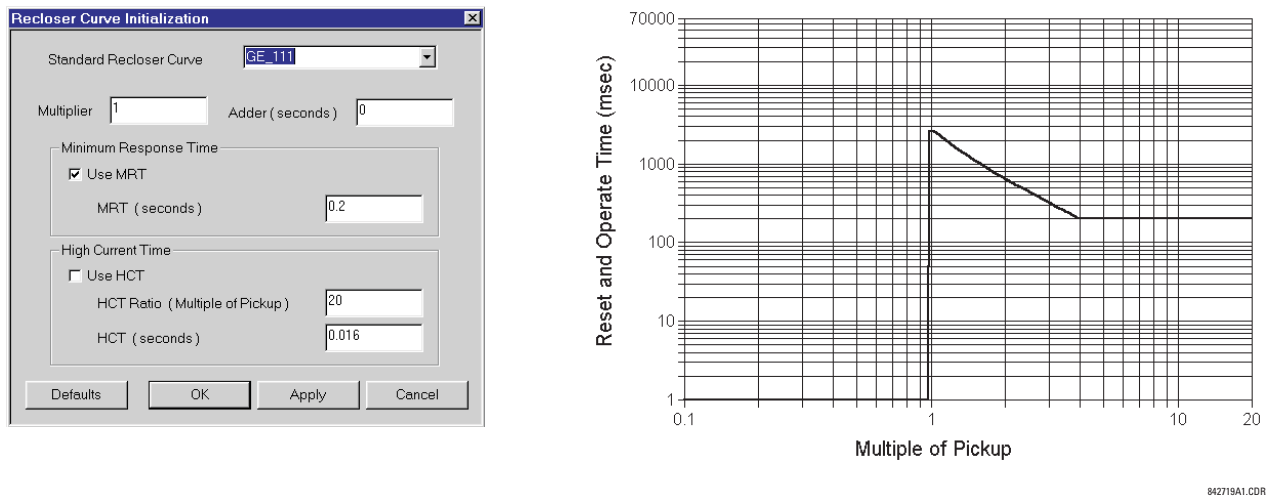 Recloser Curve Initialization
Standard Recloser Curve GE_111
Multiplier 1 Adder ( seconds ) 0
Minimum Response Time
Use MRT
MRT ( seconds ) 0.2
High Current Time
Use HCT
HCT Ratio ( Multiple of Pickup ) 20
HCT ( seconds ) 0.016
Defaults OK Apply Cancel
Reset and Operate Time (msec)
70000
10000
1000
100
10
1
0.1 1 10 20
Multiple of Pickup
842719A1.CDR